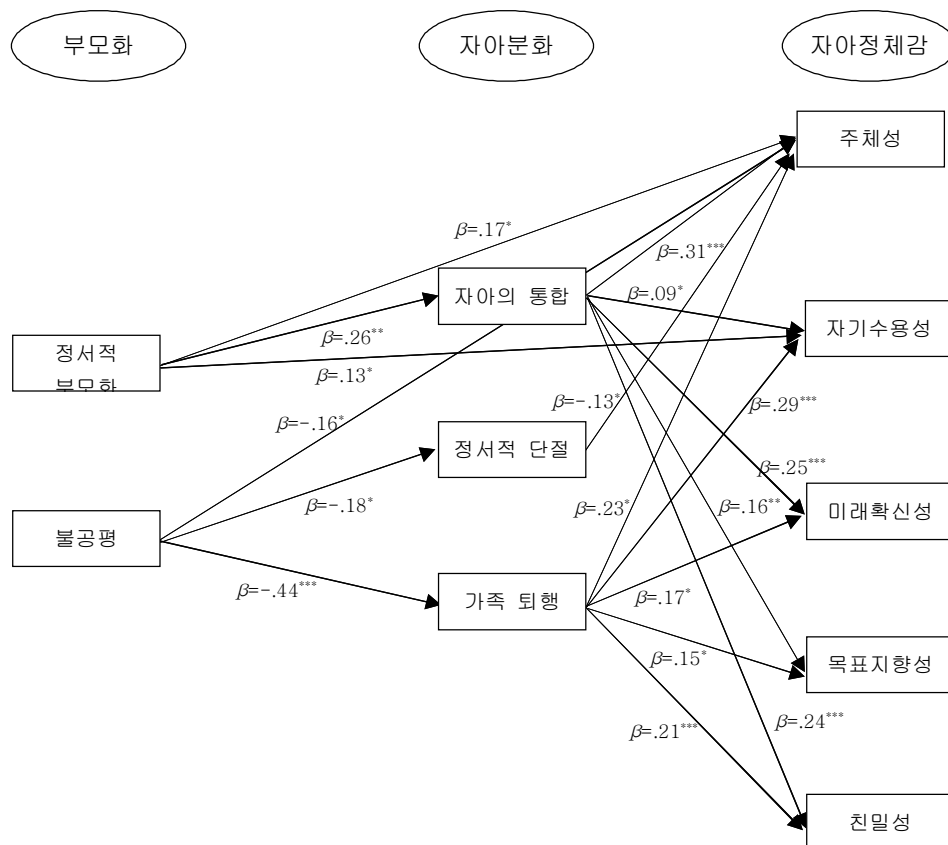 부모화
자아분화
자아정체감
주체성
β=.17*
β=.31***
자아의 통합
β=.09*
자기수용성
정서적
부모화
β=.26**
β=.13*
β=.29***
β=-.16*
β=-.13*
정서적 단절
β=.25***
β=-.18*
β=.23*
β=.16**
미래확신성
불공평
β=-.44***
가족 퇴행
β=.17*
β=.15*
목표지향성
β=.21***
β=.24***
친밀성